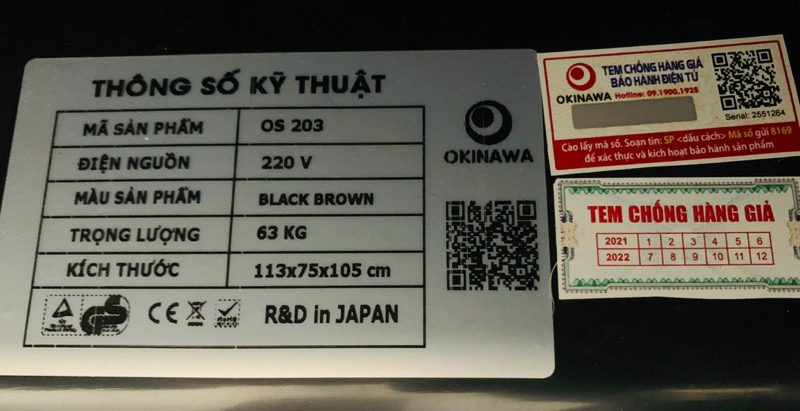 THÔNG SỐ KỸ THUẬT
MÃ SẢN PHẨM OS 203
ĐIỆN NGUỒN 220 V
MÀU SẢN PHẨM BLACK BROWN
TRỌNG LƯỢNG 63 KG
KÍCH THƯỚC 113x75x105 cm
CE RoHS R&D in JAPAN
OKINAWA
TEM CHỐNG HÀNG GIẢ
BẢO HÀNH ĐIỆN TỬ
OKINAWA Hotline: 09.1900.1925
Serial: 2551264
Cào lấy mã số. Soạn tin: SP <dấu cách> Mã số gửi 8169
để xác thực và kích hoạt bảo hành sản phẩm
TEM CHỐNG HÀNG GIẢ
2021 1 2 3 4 5 6
2022 7 8 9 10 11 12